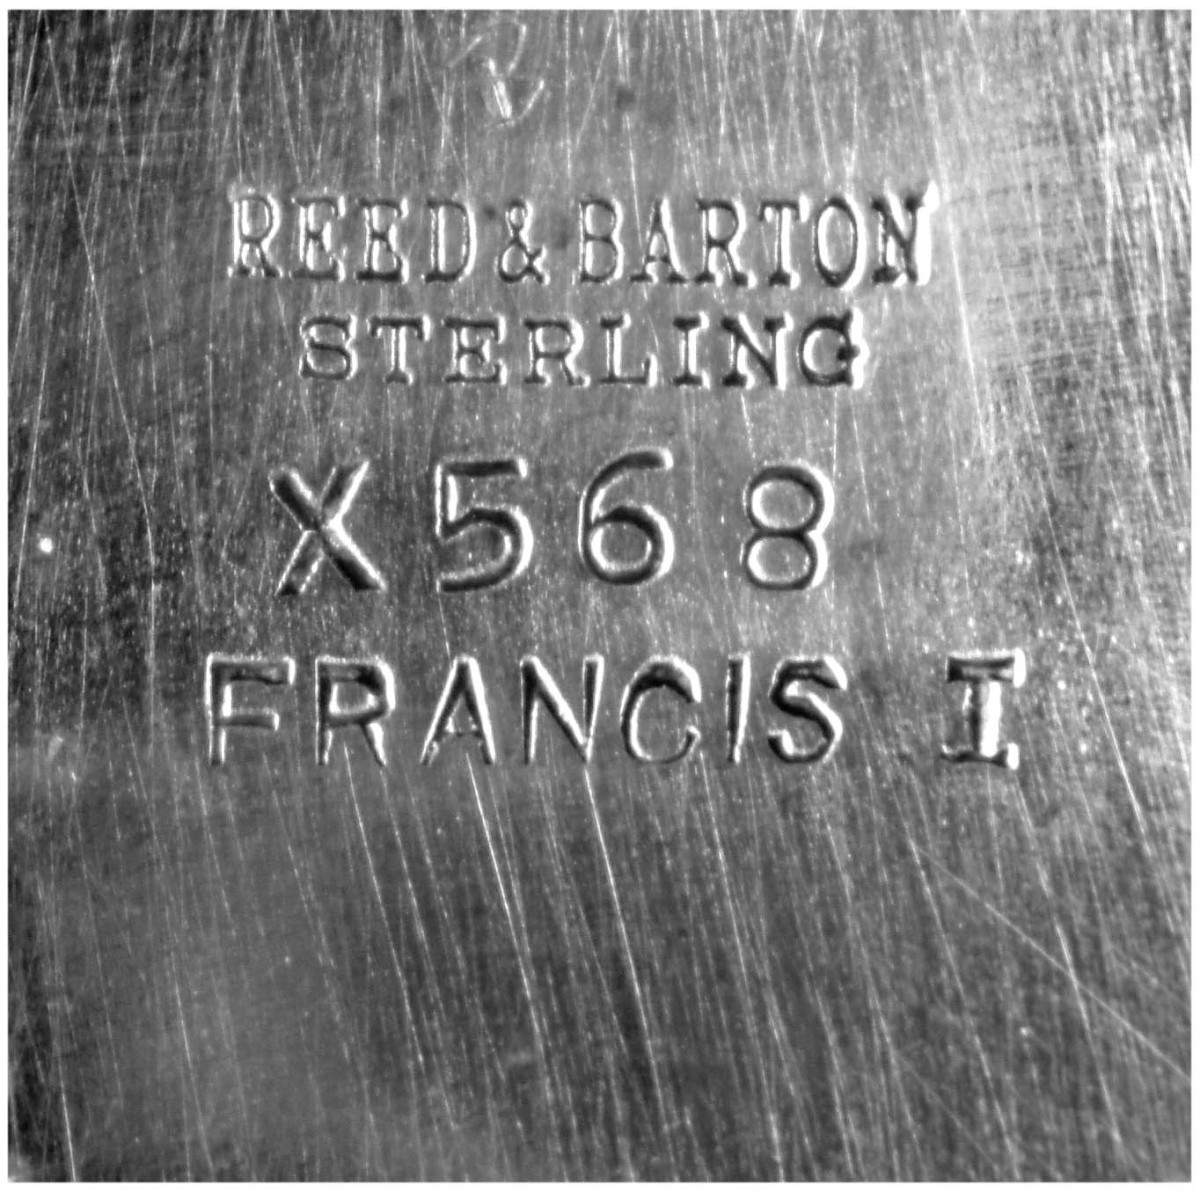 REED & BARTON
STERLING
X568
FRANCIS I